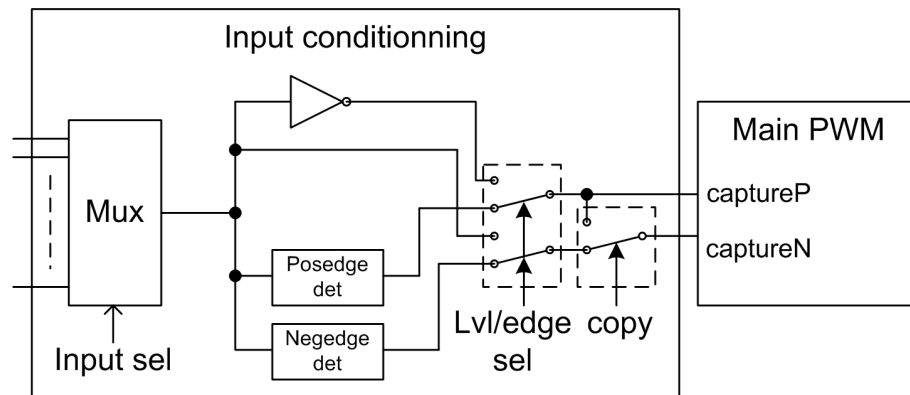 Input conditionning
Main PWM
Mux
captureP
captureN
Posedge
det
Negedge
det
Lvl/edge
sel
copy
Input sel